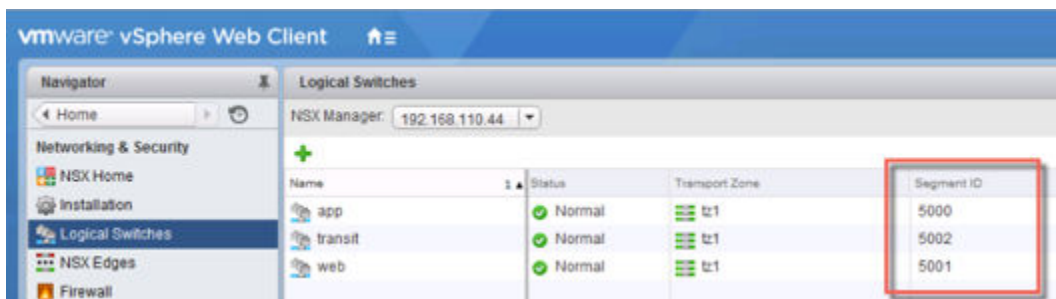 vmware® vSphere Web Client
Navigator
Logical Switches
Home
NSX Manager: 192.168.110.44
Networking & Security
NSX Home
Installation
Logical Switches
NSX Edges
Firewall
Name 1 Status Transport Zone Segment ID
app Normal tz1 5000
transit Normal tz1 5002
web Normal tz1 5001